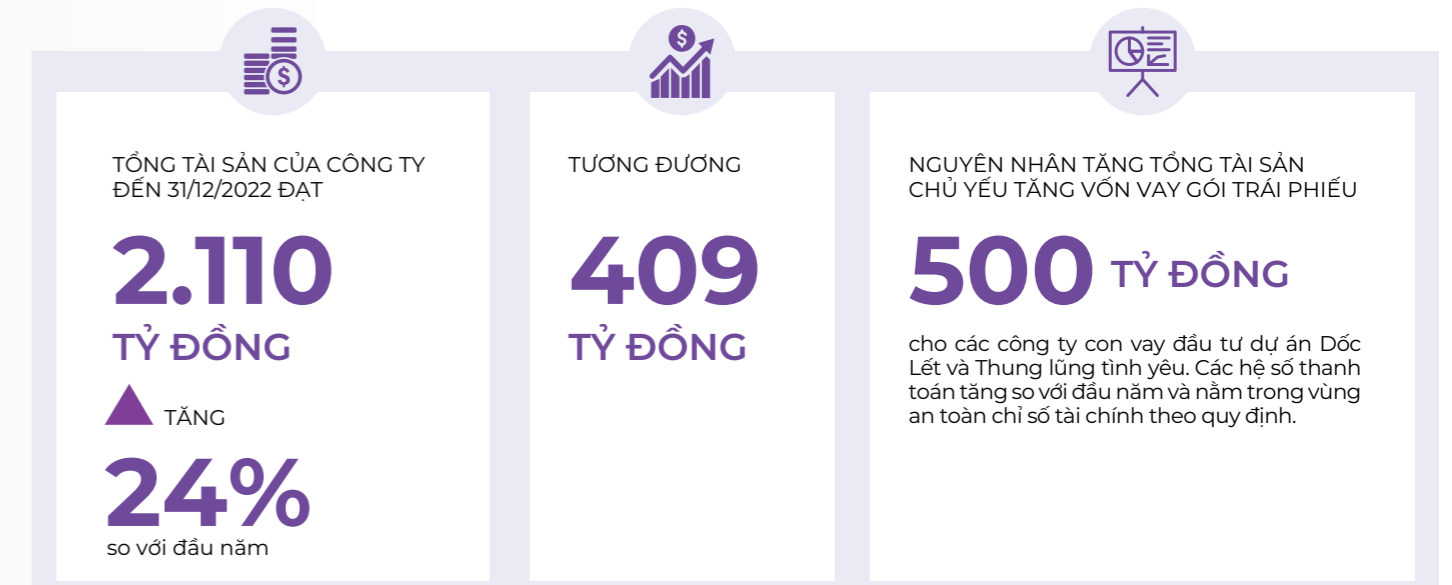 TỔNG TÀI SẢN CỦA CÔNG TY
ĐẾN 31/12/2022 ĐẠT
2.110
TỶ ĐỒNG
TĂNG
24%
so với đầu năm
TƯƠNG ĐƯƠNG
409
TỶ ĐỒNG
NGUYÊN NHÂN TĂNG TỔNG TÀI SẢN
CHỦ YẾU TĂNG VỐN VAY GÓI TRÁI PHIẾU
500 TỶ ĐỒNG
cho các công ty con vay đầu tư dự án Dốc
Lết và Thung lũng tình yêu. Các hệ số thanh
toán tăng so với đầu năm và nằm trong vùng
an toàn chỉ số tài chính theo quy định.